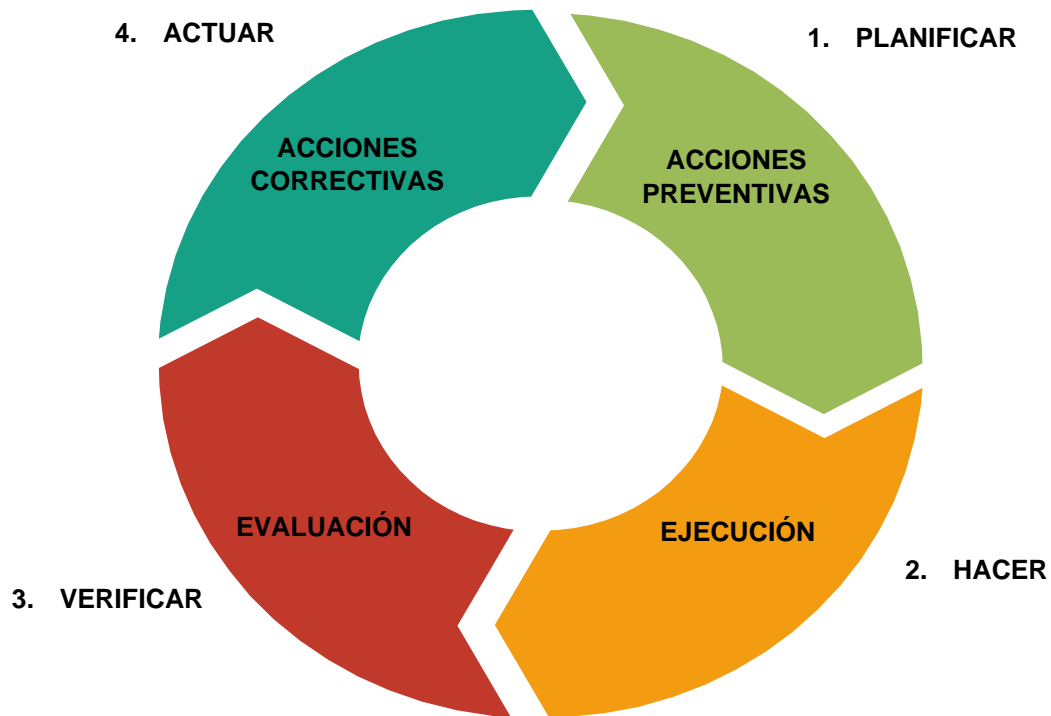 4. ACTUAR
1. PLANIFICAR
ACCIONES
CORRECTIVAS
ACCIONES
PREVENTIVAS
EVALUACIÓN
EJECUCIÓN
2. HACER
3. VERIFICAR